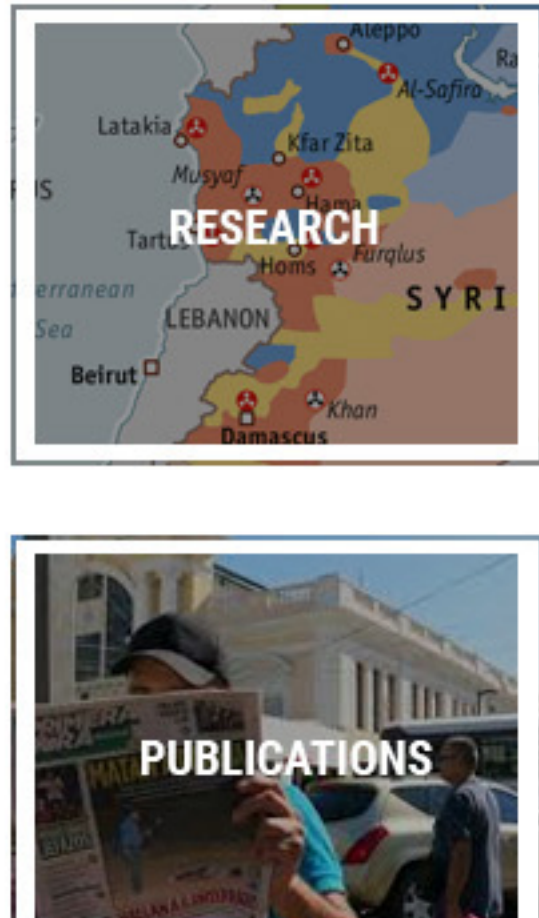 Aleppo
Ra
Al-Safira
Latakia
Kfar Zita
Musyaf
US
Hama
RESEARCH
Tartus
Furqlus
Homs
erranean
SYRI
Sea
LEBANON
Beirut
Khan
Damascus
PUBLICATIONS